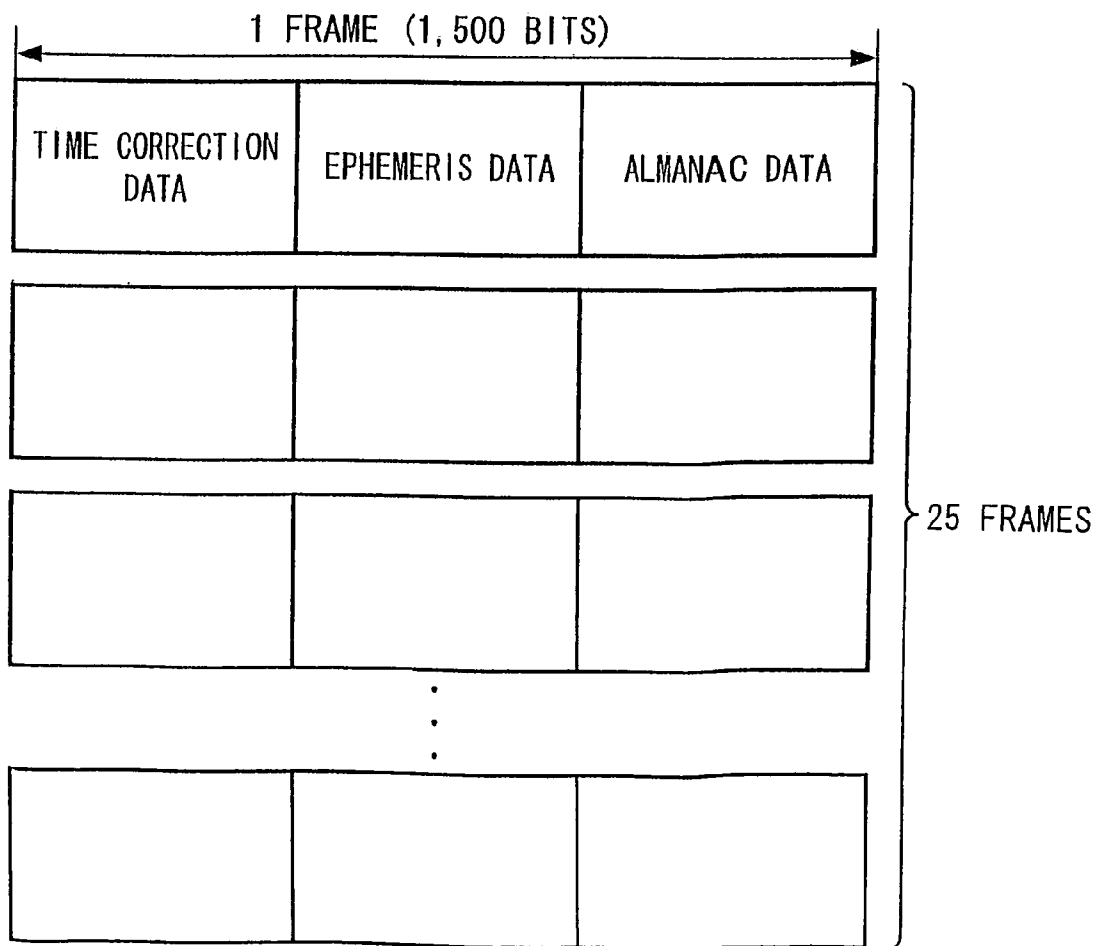 1 FRAME (1,500 BITS)
TIME CORRECTION
DATA
EPHEMERIS DATA
ALMANAC DATA
25 FRAMES